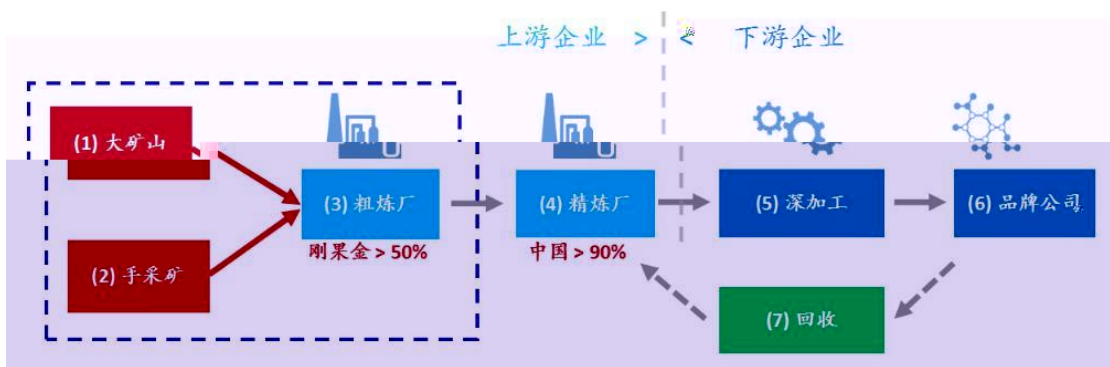 上游企业 > < 下游企业
(1) 大矿山
(2) 手采矿
(3) 粗炼厂
刚果金 > 50%
(4) 精炼厂
中国 > 90%
(5) 深加工
(6) 品牌公司
(7) 回收